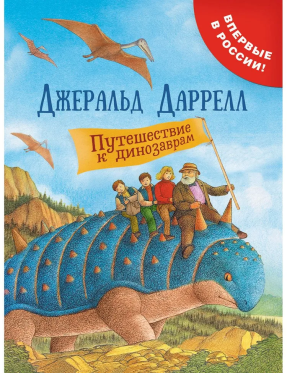 ВПЕРВЫЕ
В РОССИИ!
Джеральд Даррелл
Путешествие
к динозаврам